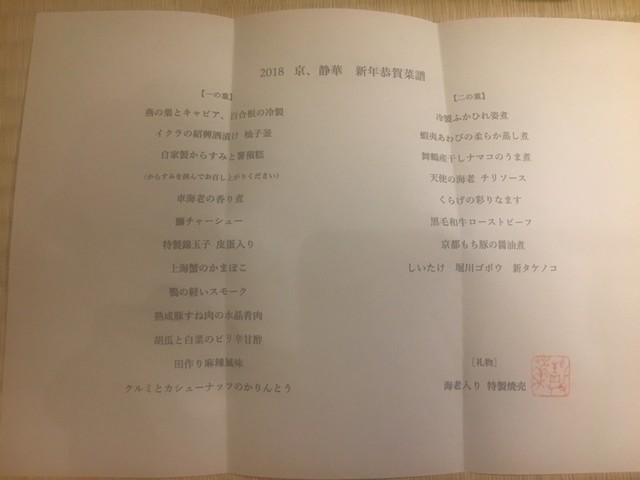 2018 京、静華 新年恭賀菜譜
【一の重】
燕の巣とキャビア、百合根の冷製
イクラの紹興酒漬け 柚子釜
自家製からすみと薯蕷糕
（からすみを挟んでお召し上がりください）
車海老の香り煮
鰤チャーシュー
特製錦玉子 皮蛋入り
上海蟹のかまぼこ
鴨の軽いスモーク
熟成豚すね肉の水晶肴肉
胡瓜と白菜のピリ辛甘酢
田作り麻辣風味
クルミとカシューナッツのかりんとう
【二の重】
冷製ふかひれ姿煮
蝦夷あわびの柔らか蒸し煮
舞鶴産干しナマコのうま煮
天使の海老 チリソース
くらげの彩りなます
黒毛和牛ローストビーフ
京都もち豚の醤油煮
しいたけ 堀川ゴボウ 新タケノコ
［礼物］
海老入り 特製焼売